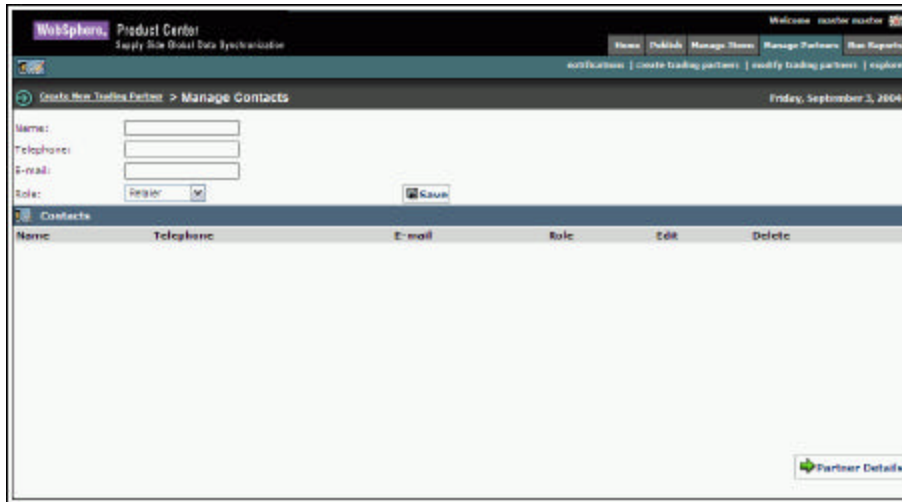 Welcome master master
WebSphere. Product Center
Supply Side Global Data Synchronization
Home Publish Manage Items Manage Partners Run Reports
notifications | create trading partners | modify trading partners | explore
Create New Trading Partner > Manage Contacts Friday, September 3, 2004
Name:
Telephone:
E-mail:
Role: Retailer Save
Contacts
Name Telephone E-mail Role Edit Delete
Partner Details